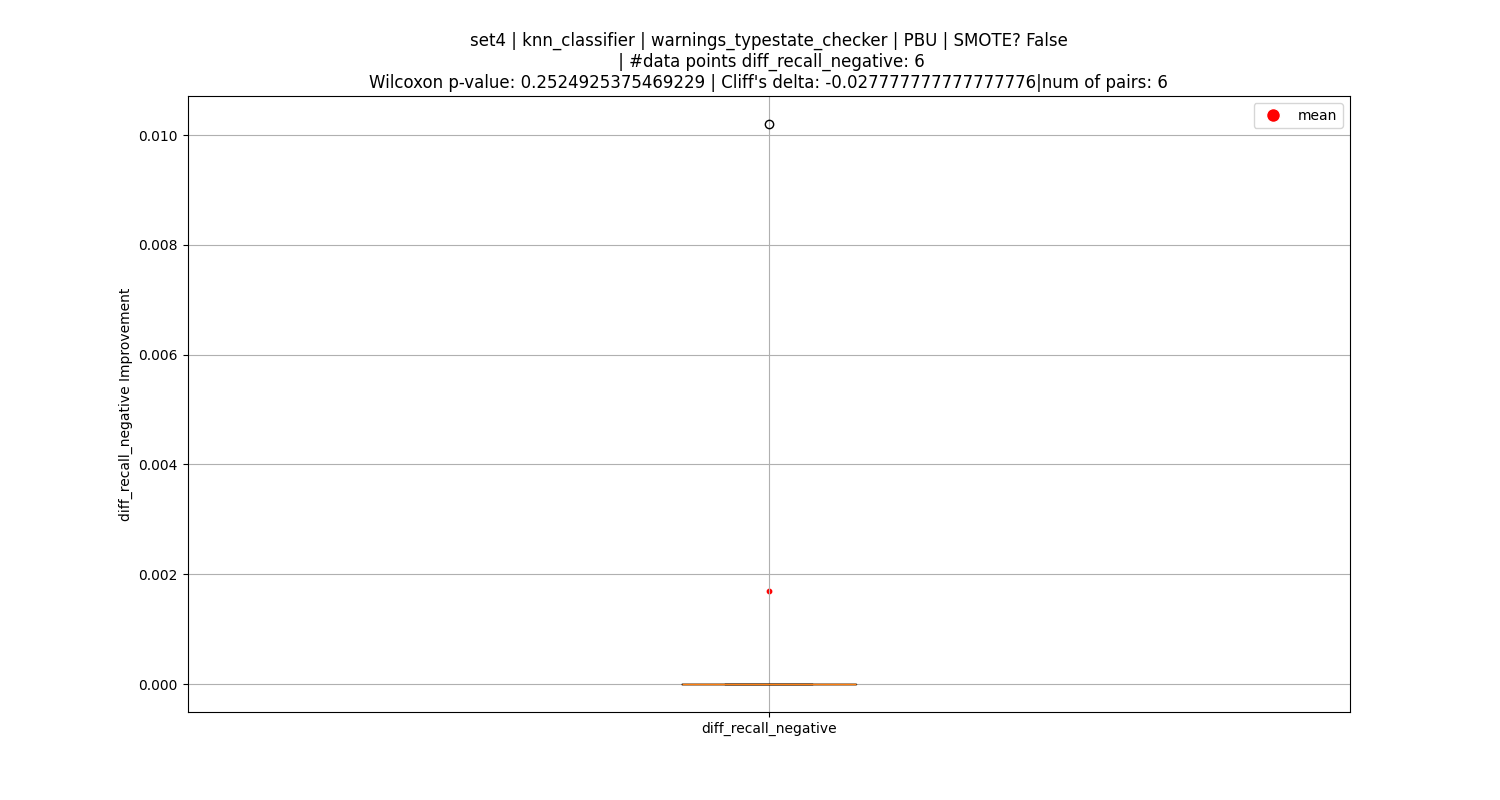 set4 | knn_classifier | warnings_typestate_checker | PBU | SMOTE? False
| #data points diff_recall_negative: 6
Wilcoxon p-value: 0.2524925375469229 | Cliff's delta: -0.027777777777777776|num of pairs: 6
mean
0.010
0.008
0.006
0.004
0.002
0.000
diff_recall_negative Improvement
diff_recall_negative